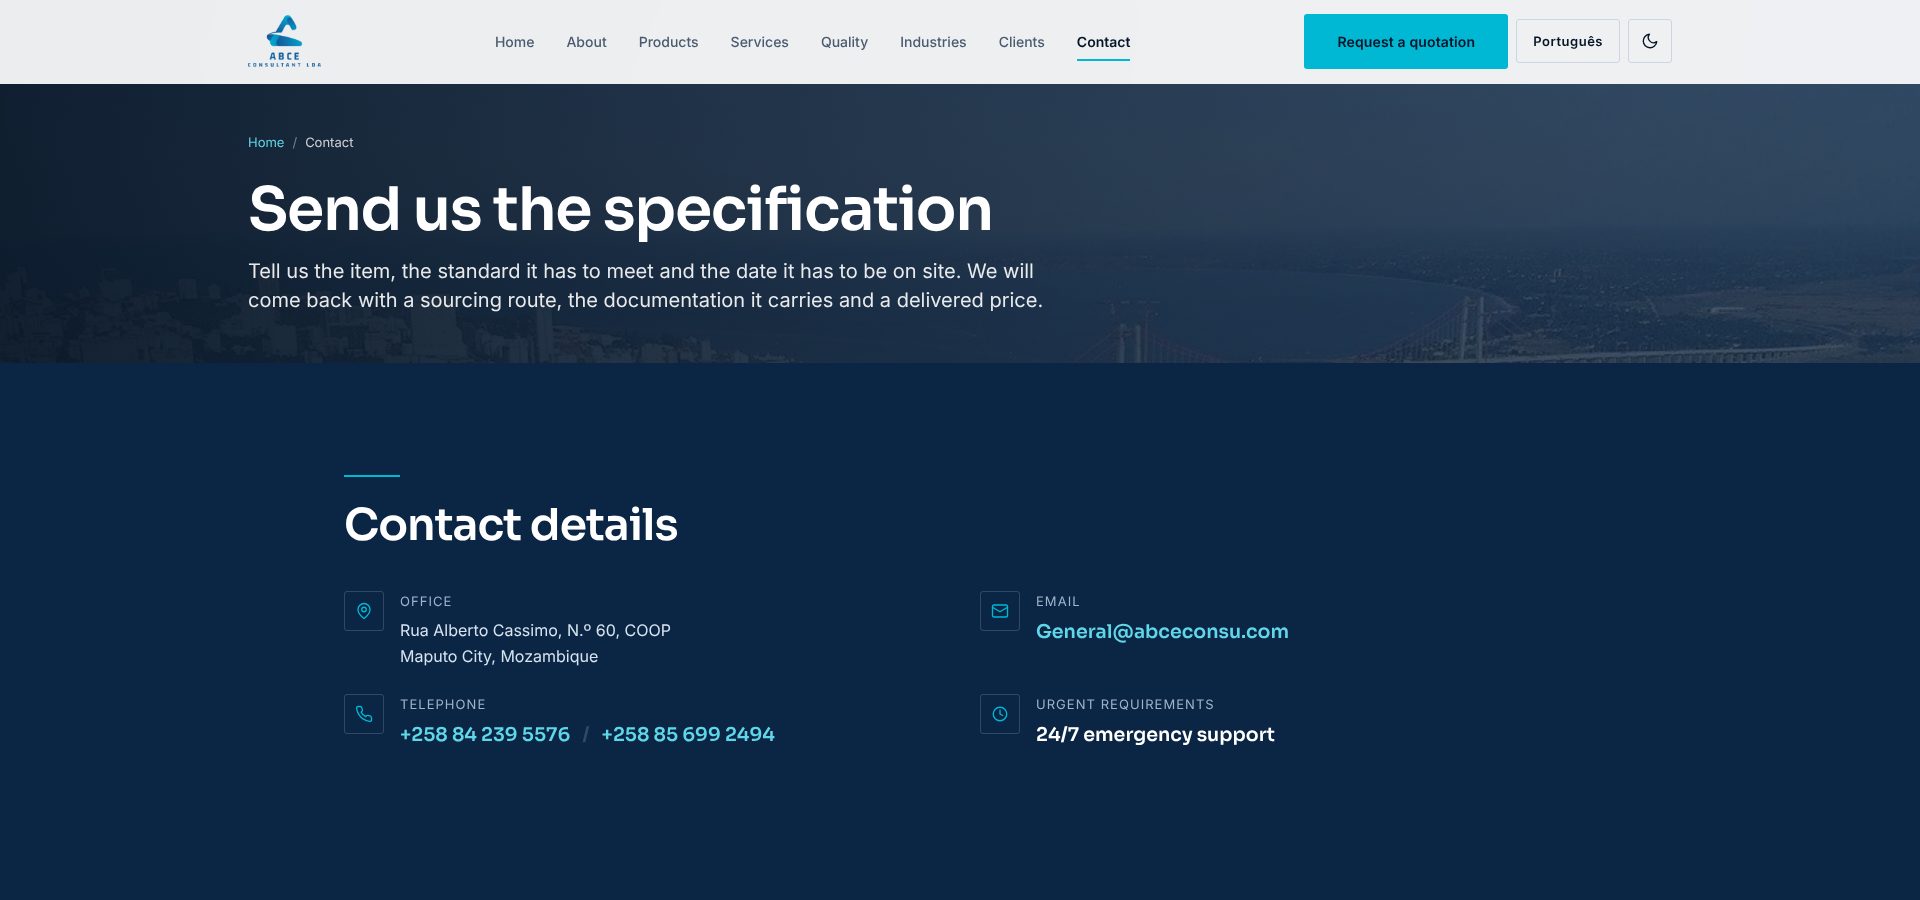 ABCE
CONSULTANT LDA
Home
About
Products
Services
Quality
Industries
Clients
Contact
Request a quotation
Português
Home / Contact
Send us the specification
Tell us the item, the standard it has to meet and the date it has to be on site. We will
come back with a sourcing route, the documentation it carries and a delivered price.
Contact details
OFFICE
Rua Alberto Cassimo, N.º 60, COOP
Maputo City, Mozambique
EMAIL
General@abceconsu.com
TELEPHONE
+258 84 239 5576 / +258 85 699 2494
URGENT REQUIREMENTS
24/7 emergency support